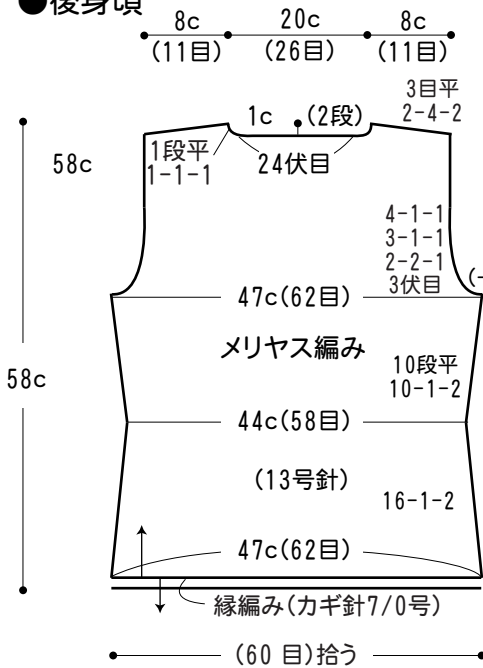 ●後身頃
8c 20c 8c
(11目) (26目) (11目)
3目平
2-4-2
1c (2段)
58c
1段平
1-1-1
24伏目
4-1-1
3-1-1
2-2-1
3伏目
47c(62目)
メリヤス編み
10段平
10-1-2
58c
44c(58目)
(13号針)
16-1-2
47c(62目)
縁編み(カギ針7/0号)
(60 目)拾う